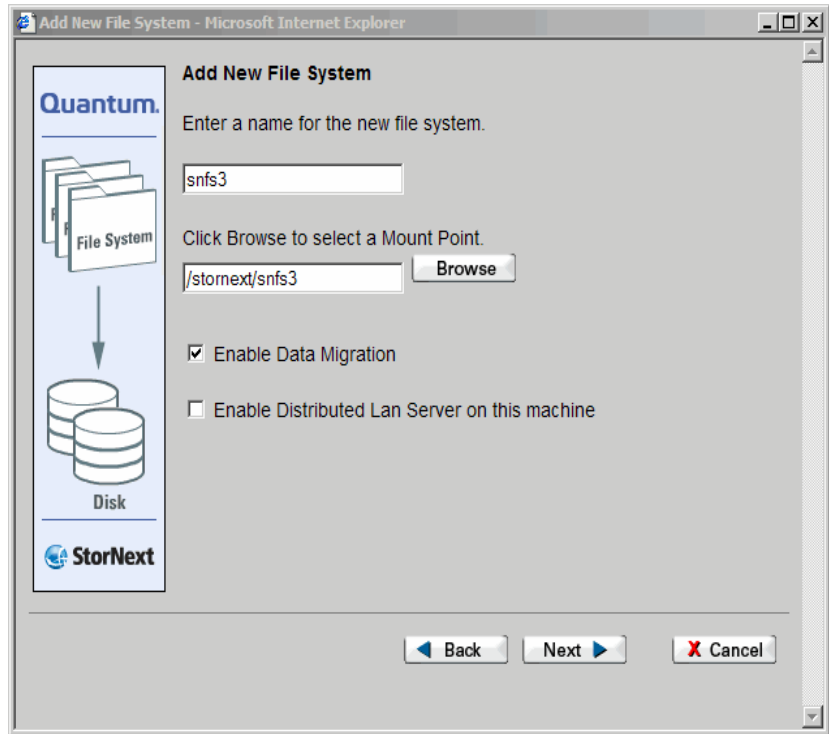 Add New File System - Microsoft Internet Explorer
Quantum.
File System
Disk
StorNext
Add New File System
Enter a name for the new file system.
snfs3
Click Browse to select a Mount Point.
/stornext/snfs3
Browse
Enable Data Migration
Enable Distributed Lan Server on this machine
Back
Next
X Cancel